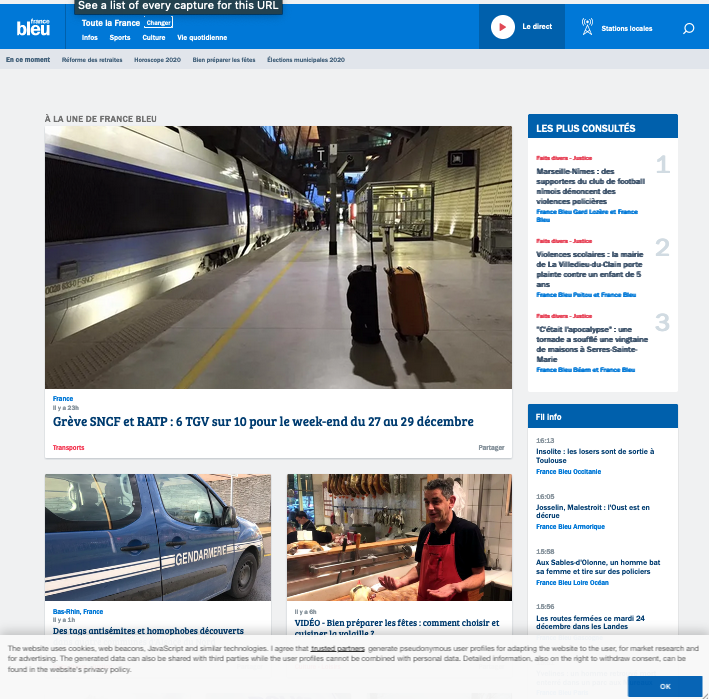 See a list of every capture for this URL
france
bleu
Toute la France Changer
Infos Sports Culture Vie quotidienne
Le direct
Stations locales
En ce moment Réforme des retraites Horoscope 2020 Bien préparer les fêtes Élections municipales 2020
À LA UNE DE FRANCE BLEU
France
Il y a 23h
Grève SNCF et RATP : 6 TGV sur 10 pour le week-end du 27 au 29 décembre
Transports Partager
GENDARMERIE
Bas-Rhin, France
Il y a 1h
Des tags antisémites et homophobes découverts
Il y a 6h
VIDÉO - Bien préparer les fêtes : comment choisir et
cuisiner la volaille ?
LES PLUS CONSULTÉS
Faits divers - Justice
1
Marseille-Nîmes : des
supporters du club de football
nîmois dénoncent des
violences policières
France Bleu Gard Lozère et France
Bleu
Faits divers - Justice
2
Violences scolaires : la mairie
de La Villedieu-du-Clain porte
plainte contre un enfant de 5
ans
France Bleu Poitou et France Bleu
Faits divers - Justice
3
"C'était l'apocalypse" : une
tornade a soufflé une vingtaine
de maisons à Serres-Sainte-
Marie
France Bleu Béarn et France Bleu
Fil info
16:13
Insolite : les losers sont de sortie à
Toulouse
France Bleu Occitanie
16:05
Josselin, Malestroit : l'Oust est en
décrue
France Bleu Armorique
15:58
Aux Sables-d'Olonne, un homme bat
sa femme et tire sur des policiers
France Bleu Loire Océan
15:56
Les routes fermées ce mardi 24
décembre dans les Landes
The website uses cookies, web beacons, JavaScript and similar technologies. I agree that trusted partners generate pseudonymous user profiles for adapting the website to the user, for market research and
for advertising. The generated data can also be shared with third parties while the user profiles cannot be combined with personal data. Detailed information, also on the right to withdraw consent, can be
found in the website's privacy policy.
OK